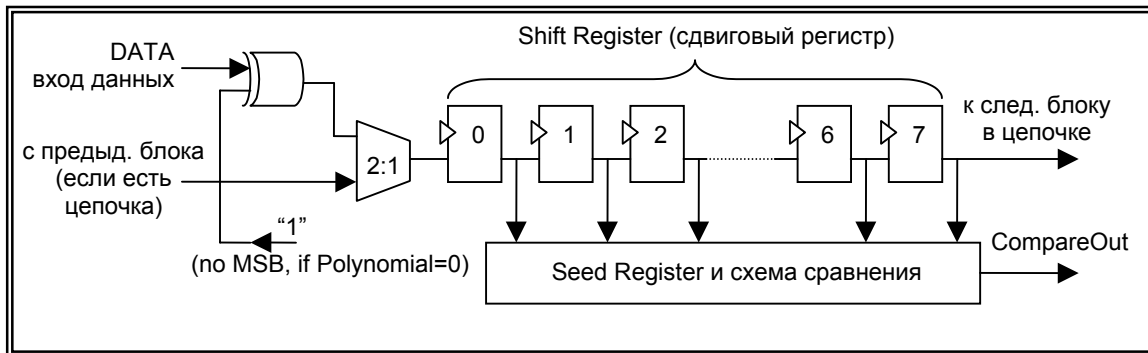 Shift Register (сдвиговый регистр)
DATA
вход данных
с предыд. блока
(если есть
цепочка)
2:1
0
1
2
6
7
к след. блоку
в цепочке
“1”
(no MSB, if Polynomial=0)
Seed Register и схема сравнения
CompareOut